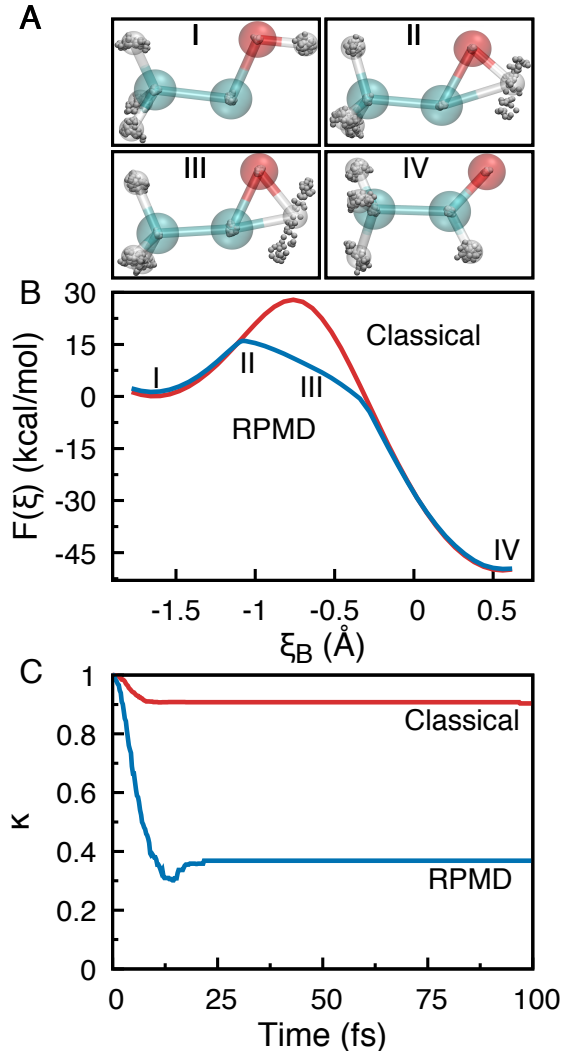 A
I
II
III
IV
B
F(ξ) (kcal/mol)
30
15
0
-15
-30
-45
Classical
I
II
III
RPMD
IV
-1.5 -1 -0.5 0 0.5
ξB (Å)
C
κ
1
0.8
0.6
0.4
0.2
0
Classical
RPMD
0 25 50 75 100
Time (fs)